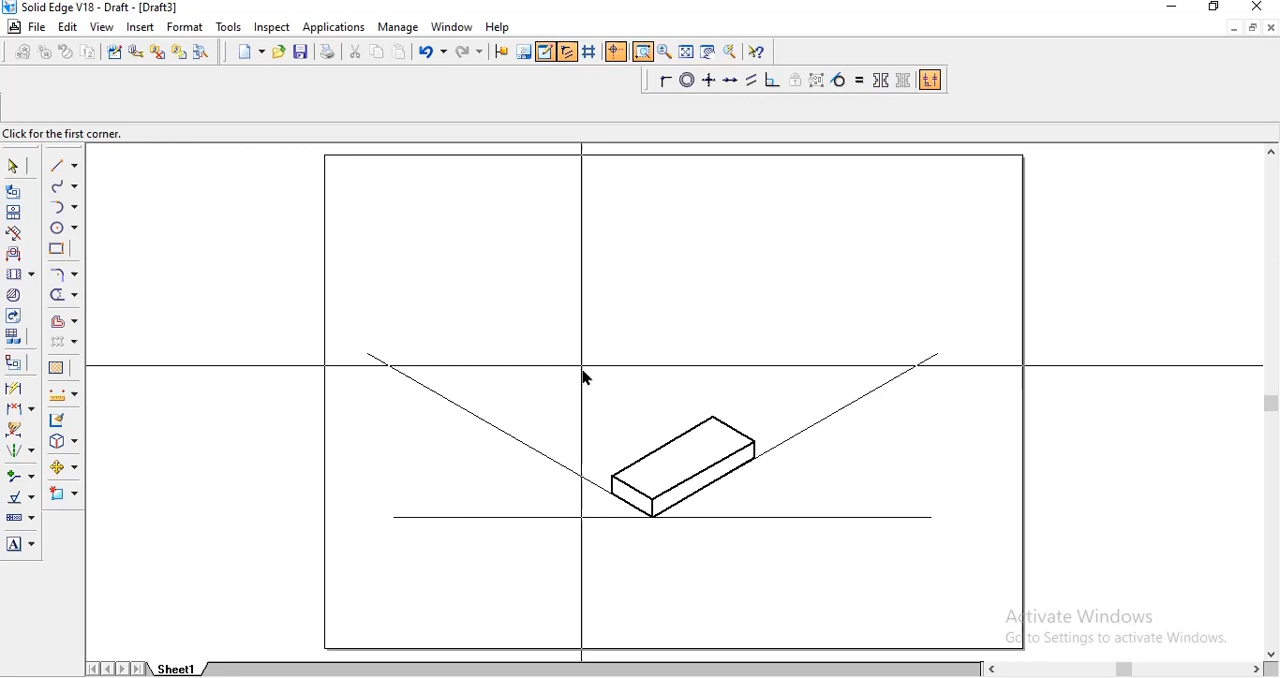 Solid Edge V18 - Draft - [Draft3]
File Edit View Insert Format Tools Inspect Applications Manage Window Help
Click for the first corner.
A
Activate Windows
Go to Settings to activate Windows.
Sheet1